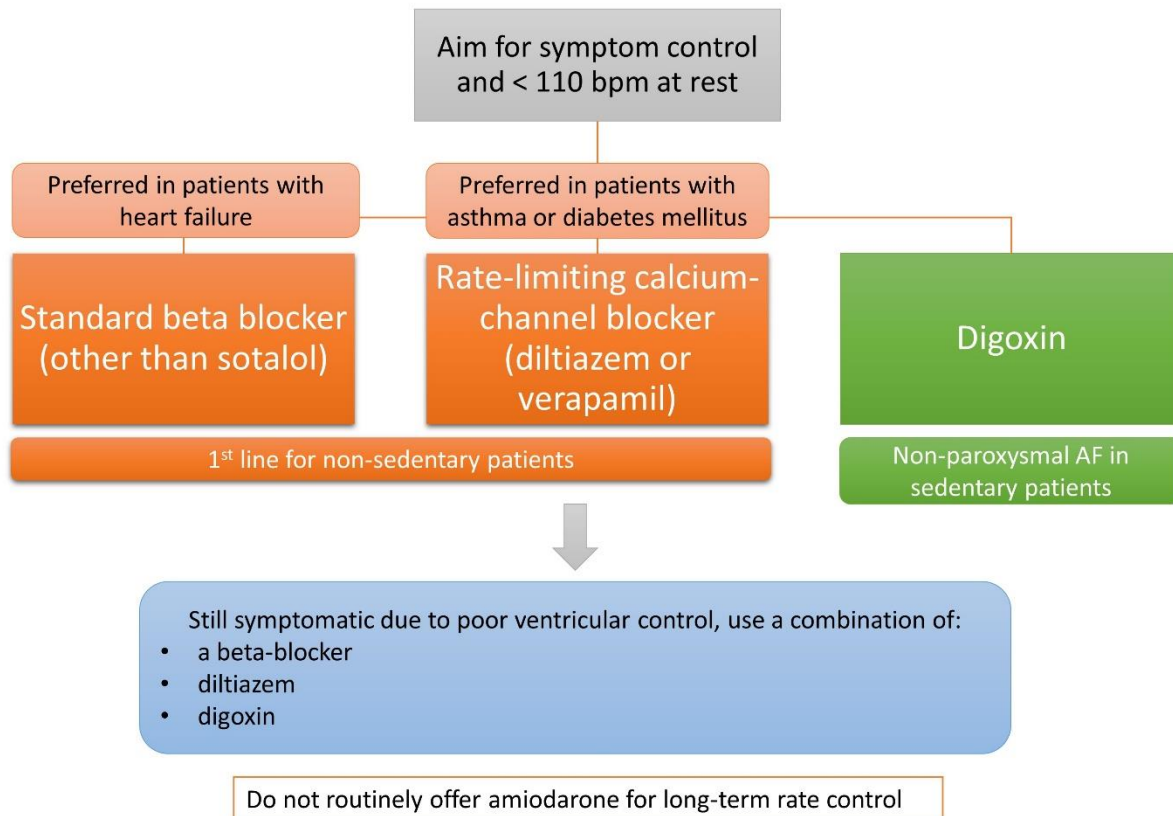 Aim for symptom control
and < 110 bpm at rest
Preferred in patients with
heart failure
Preferred in patients with
asthma or diabetes mellitus
Standard beta blocker
(other than sotalol)
Rate-limiting calcium-
channel blocker
(diltiazem or
verapamil)
Digoxin
1st line for non-sedentary patients
Non-paroxysmal AF in
sedentary patients
Still symptomatic due to poor ventricular control, use a combination of:
• a beta-blocker
• diltiazem
• digoxin
Do not routinely offer amiodarone for long-term rate control